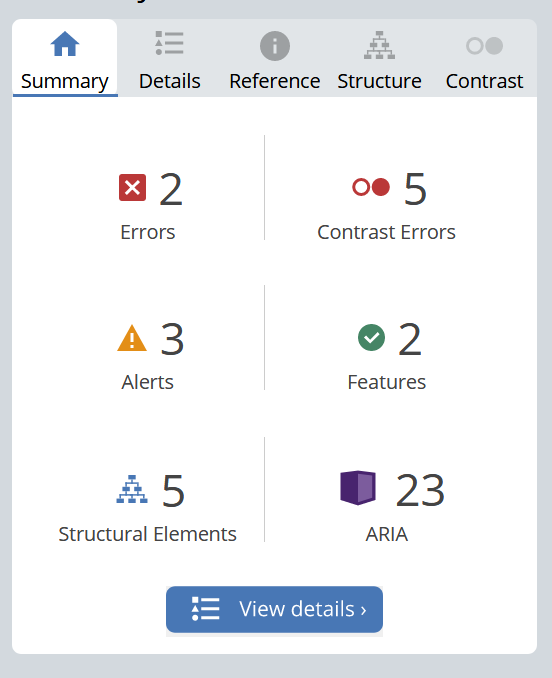 Summary Details Reference Structure Contrast
2 5
Errors Contrast Errors
3 2
Alerts Features
5 23
Structural Elements ARIA
View details ›